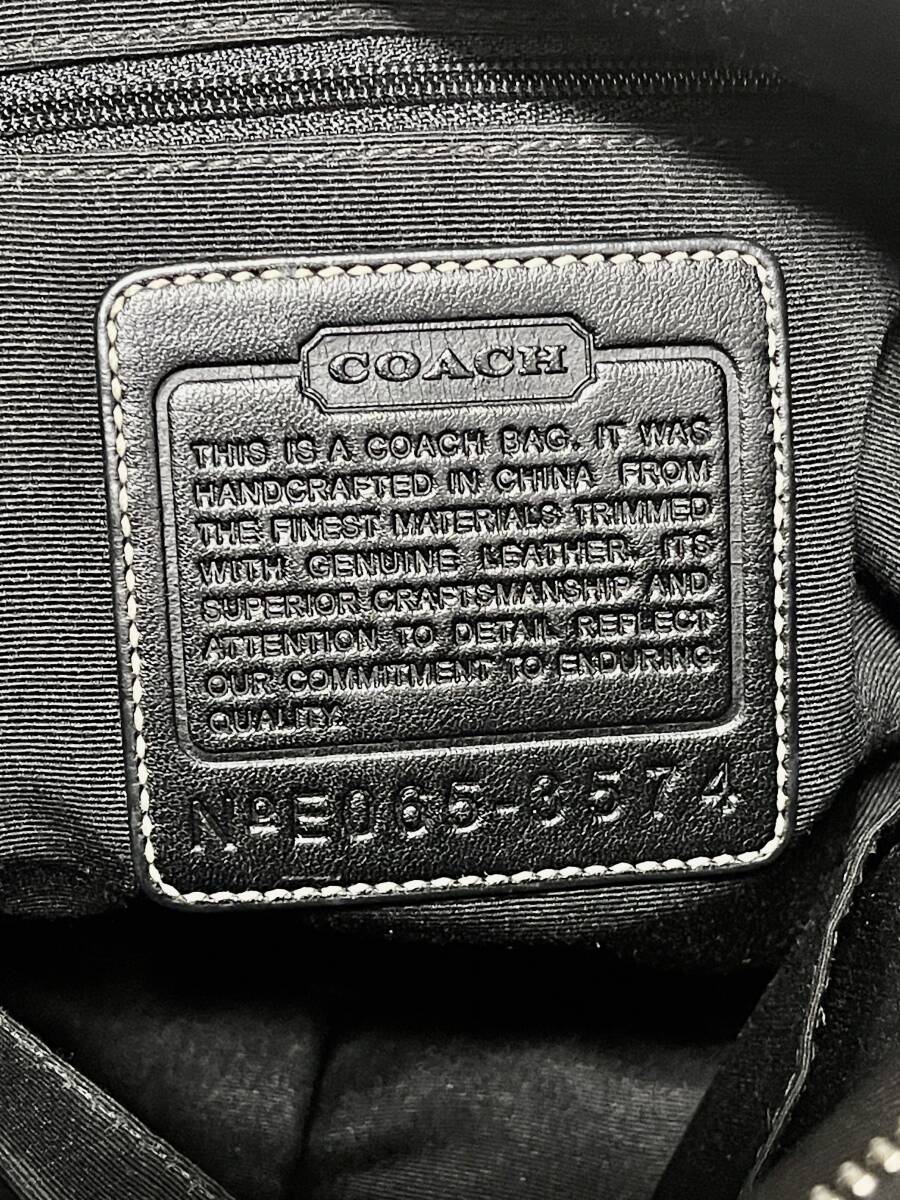 COACH
THIS IS A COACH BAG. IT WAS
HANDCRAFTED IN CHINA FROM
THE FINEST MATERIALS TRIMMED
WITH GENUINE LEATHER. ITS
SUPERIOR CRAFTSMANSHIP AND
ATTENTION TO DETAIL REFLECT
OUR COMMITMENT TO ENDURING
QUALITY.
Nº E065-3574